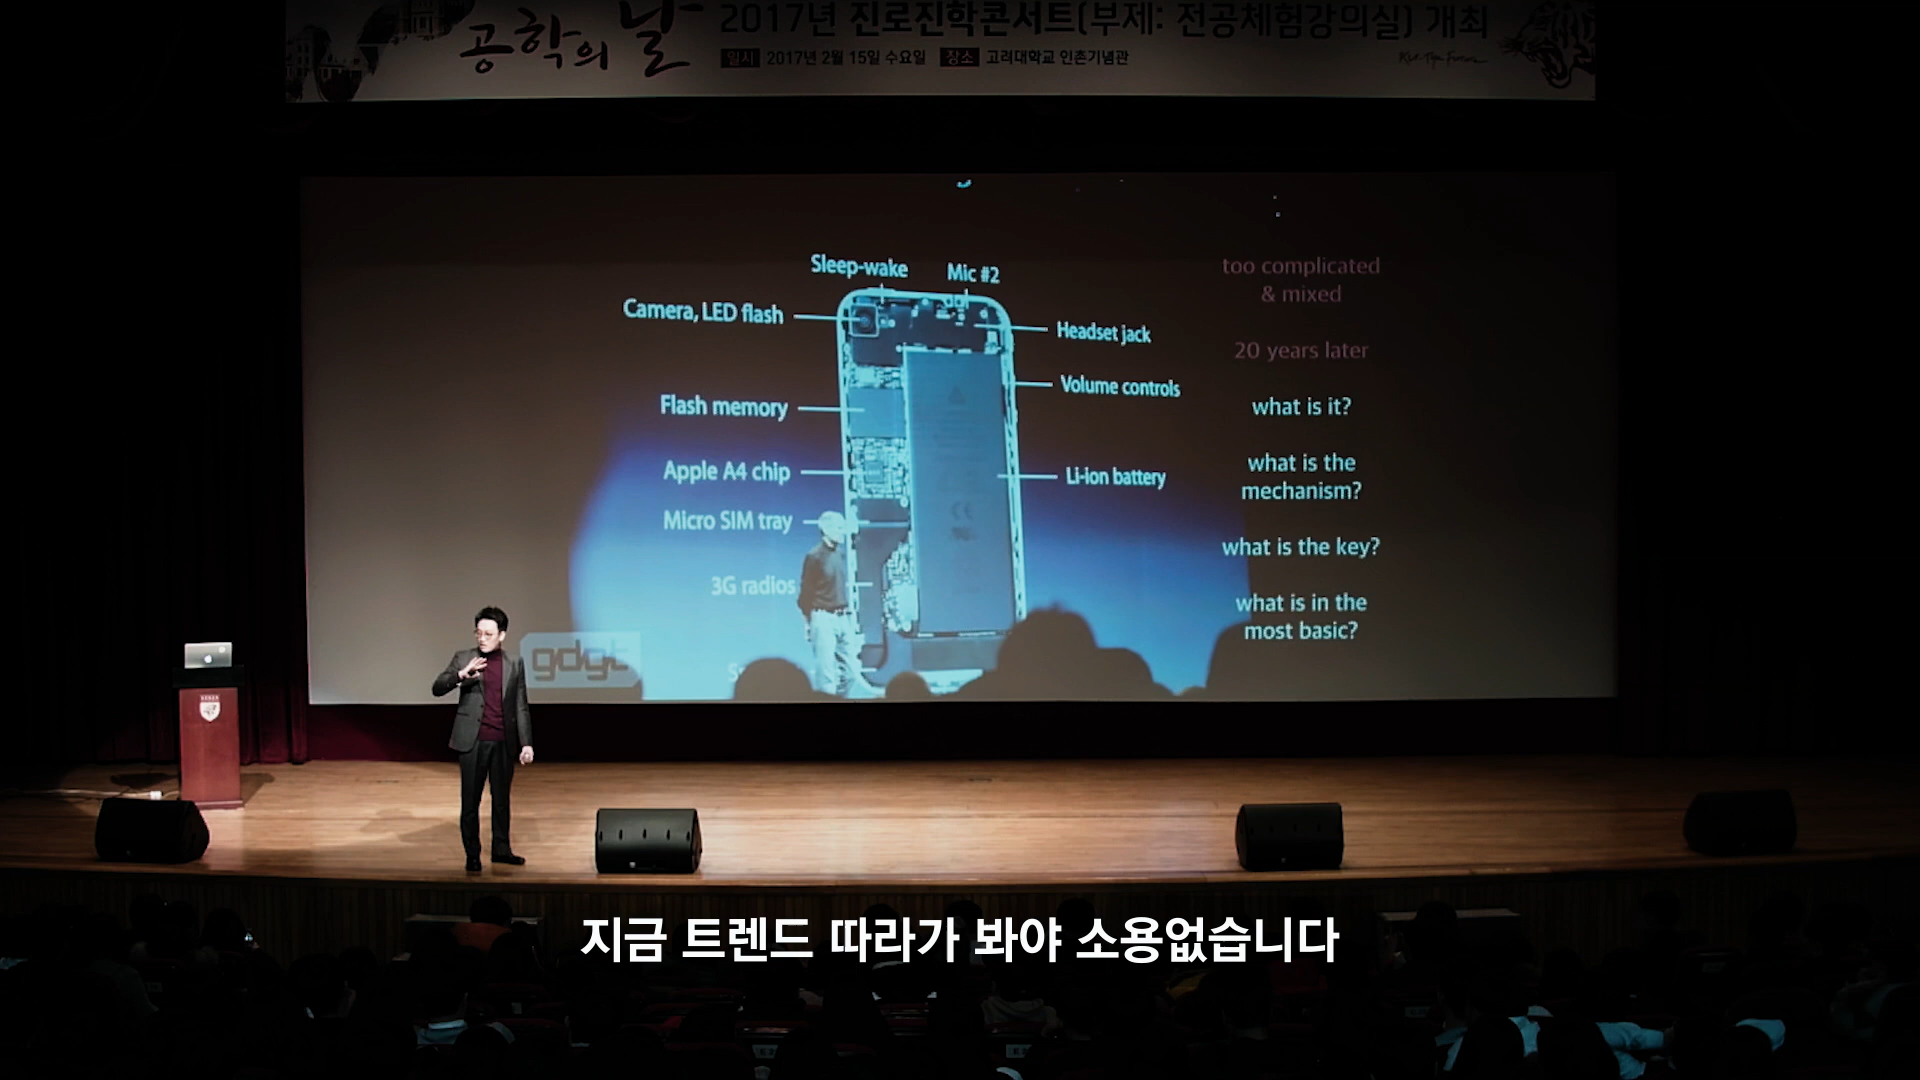 공학의 날
2017년 진로진학콘서트(부제: 전공체험강의실) 개최
일시 2017년 2월 15일 수요일 장소 고려대학교 인촌기념관
Sleep-wake
Mic #2
Camera, LED flash
Headset jack
Volume controls
Flash memory
Apple A4 chip
Li-ion battery
Micro SIM tray
3G radios
gdgt
too complicated
& mixed
20 years later
what is it?
what is the
mechanism?
what is the key?
what is in the
most basic?
지금 트렌드 따라가 봐야 소용없습니다